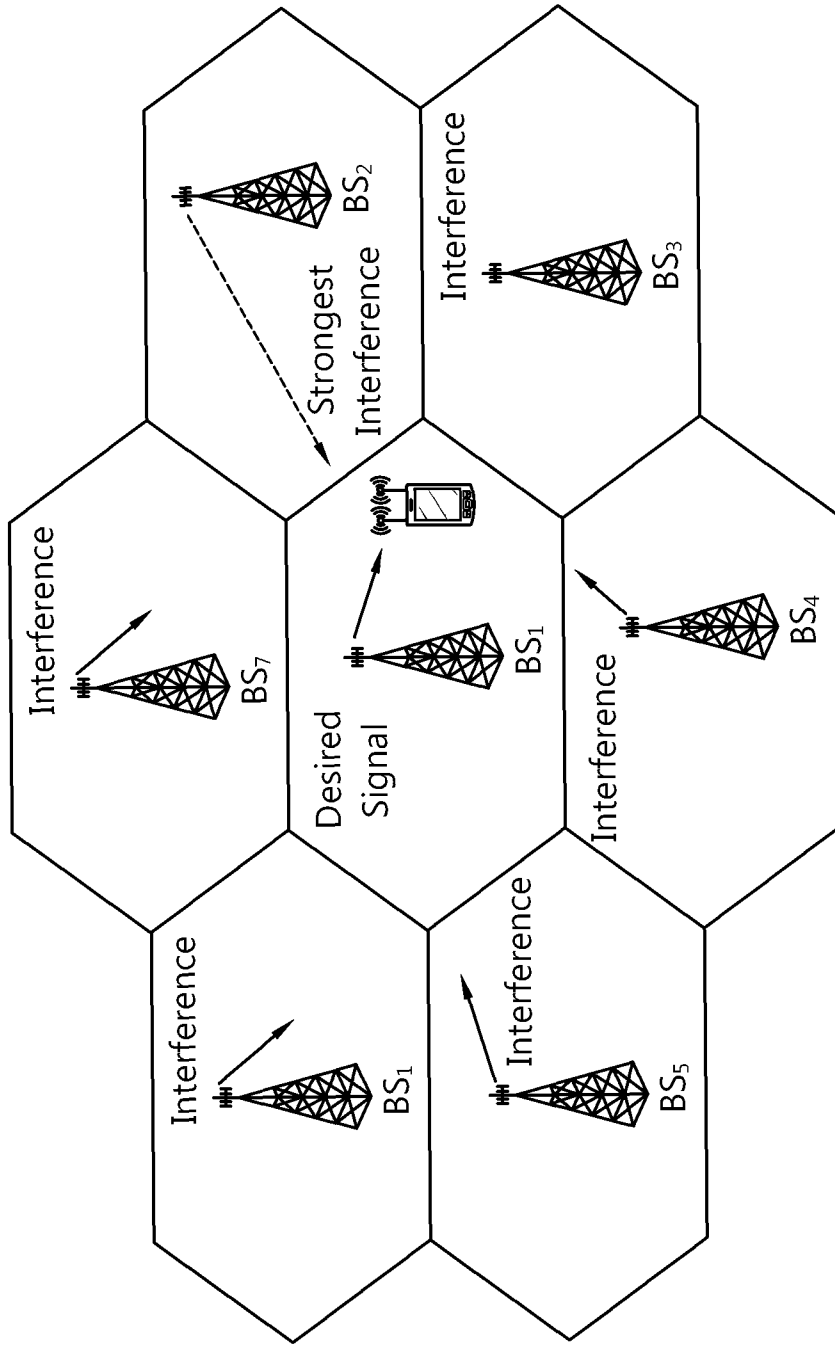 Interference
BS₇
Interference
BS₁
BS₂
Strongest
Interference
Desired
Signal
BS₁
Interference
BS₃
Interference
BS₅
Interference
BS₄